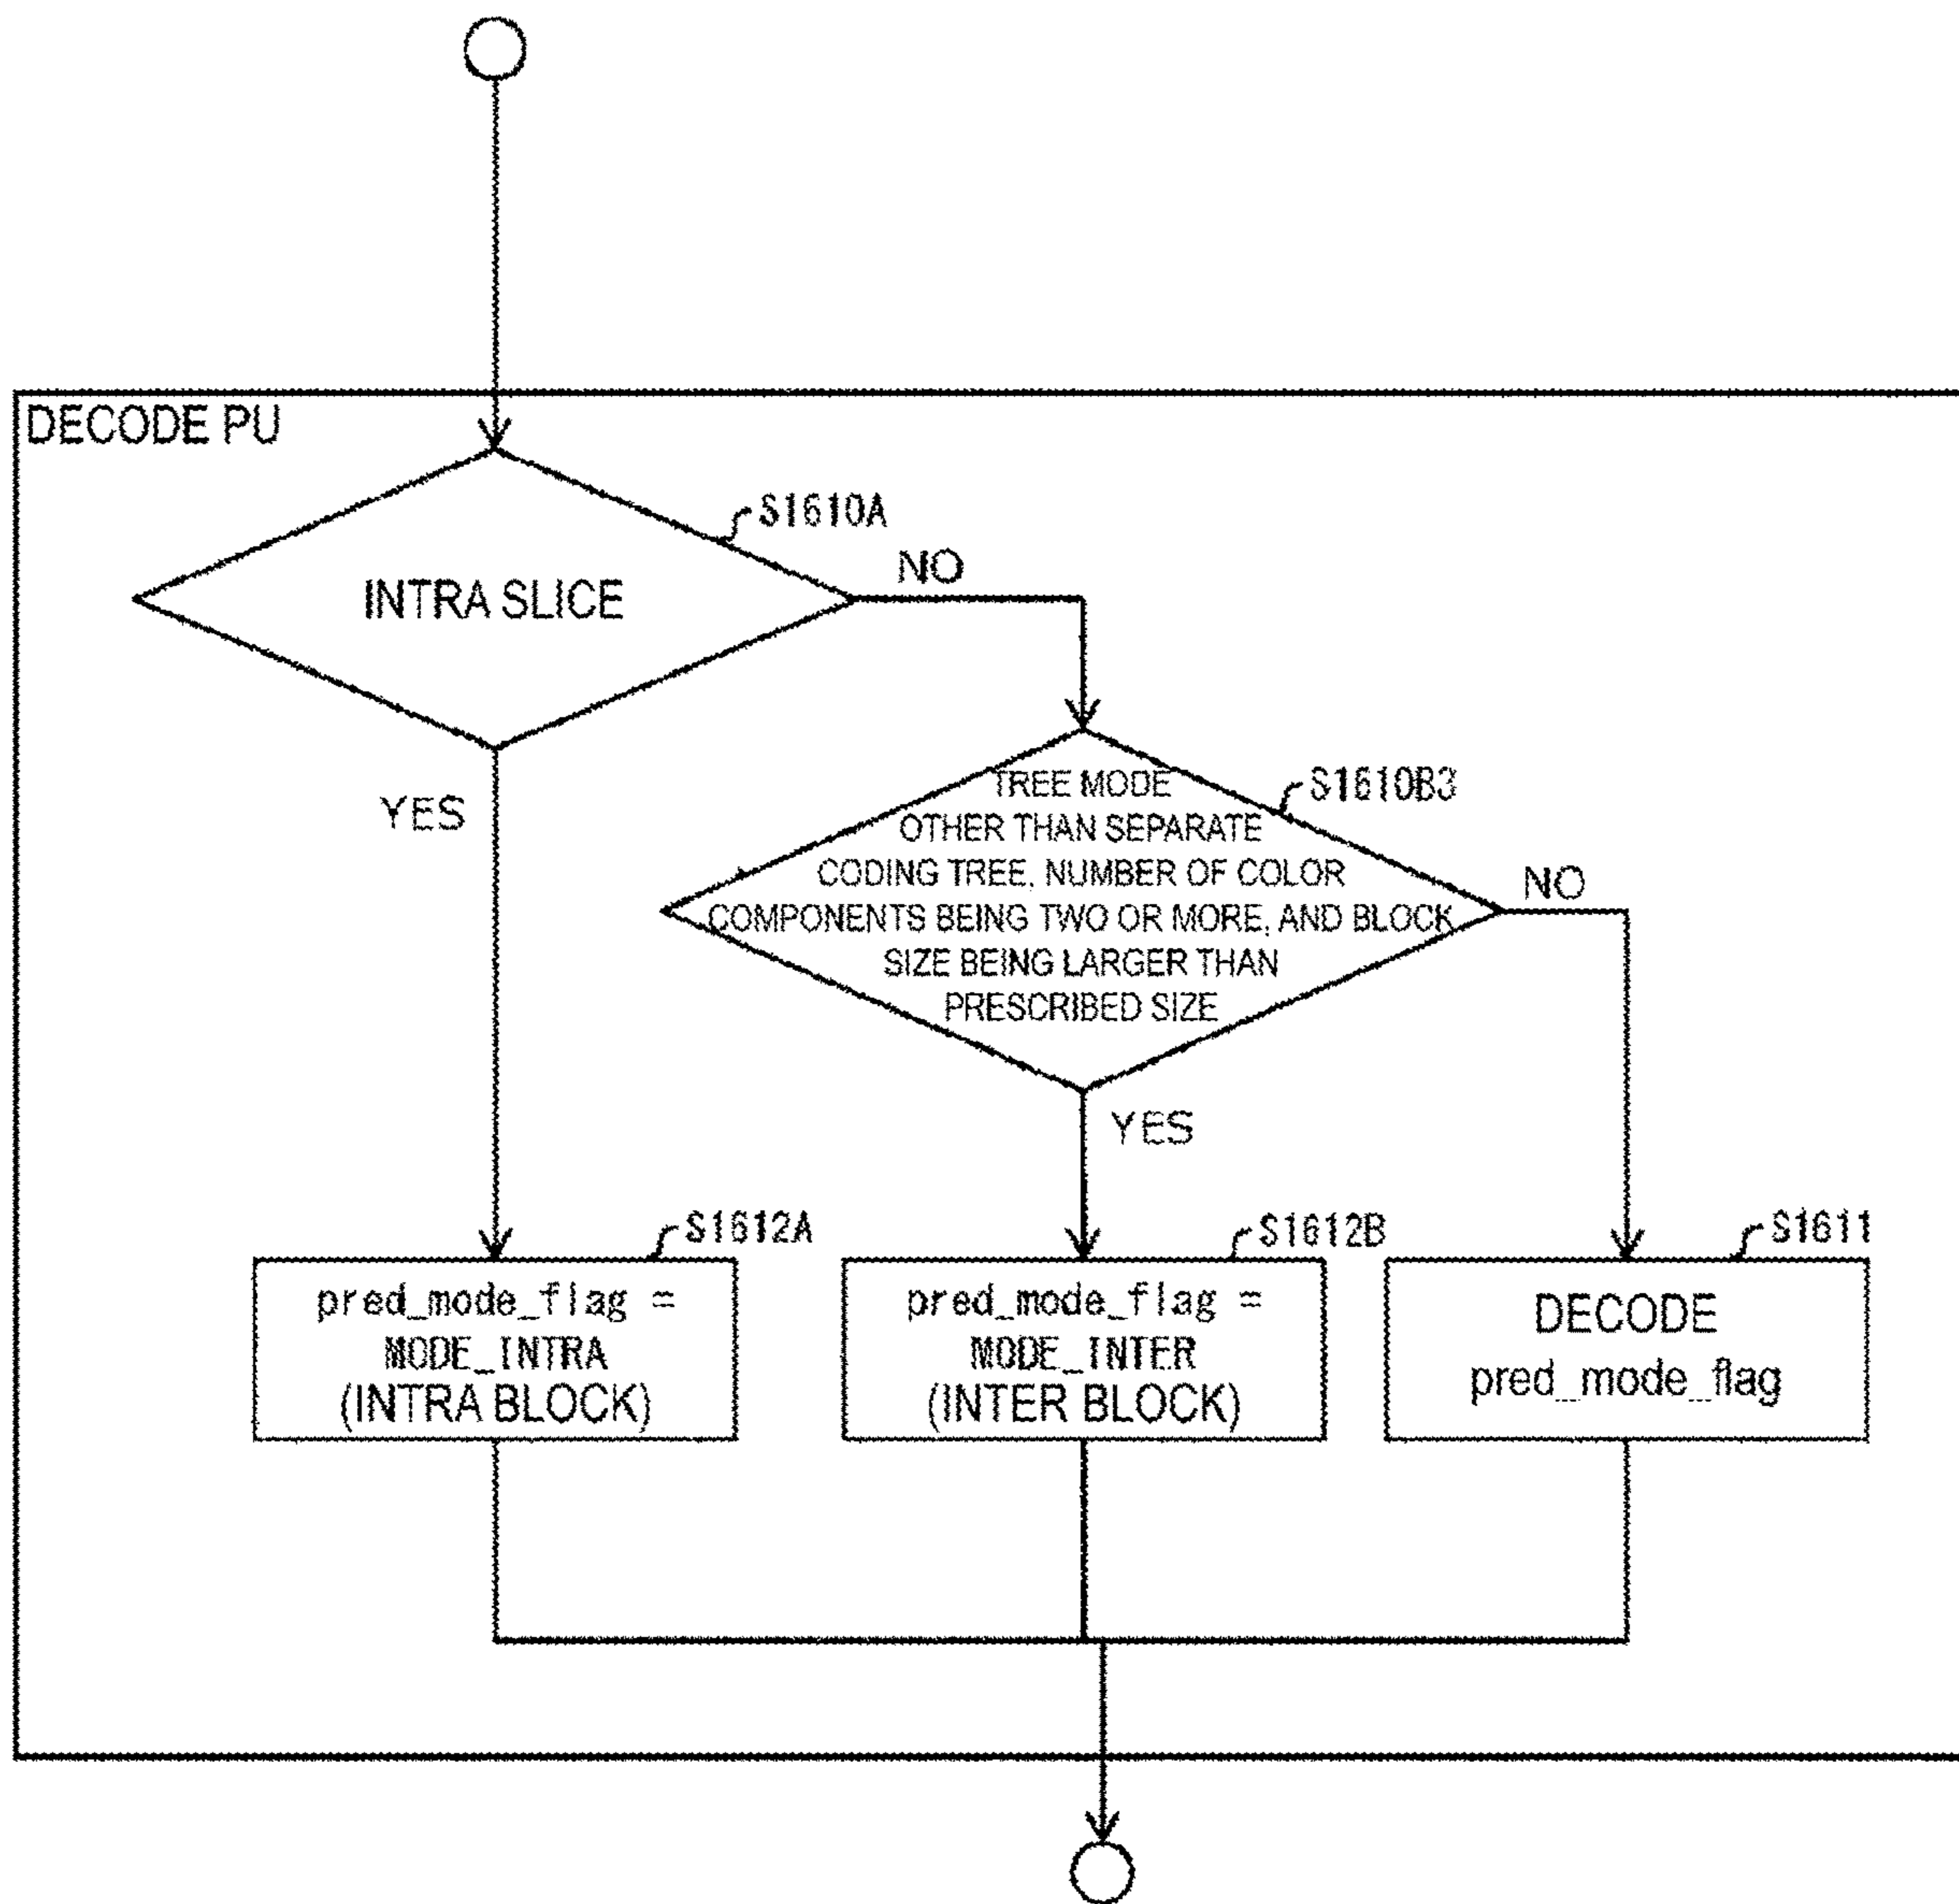 DECODE PU
S1610A
NO
INTRA SLICE
YES
TREE MODE
OTHER THAN SEPARATE
CODING TREE, NUMBER OF COLOR
COMPONENTS BEING TWO OR MORE, AND BLOCK
SIZE BEING LARGER THAN
PRESCRIBED SIZE
S1610B3
NO
YES
S1612A
pred_mode_flag =
MODE_INTRA
(INTRA BLOCK)
S1612B
pred_mode_flag =
MODE_INTER
(INTER BLOCK)
S1611
DECODE
pred_mode_flag